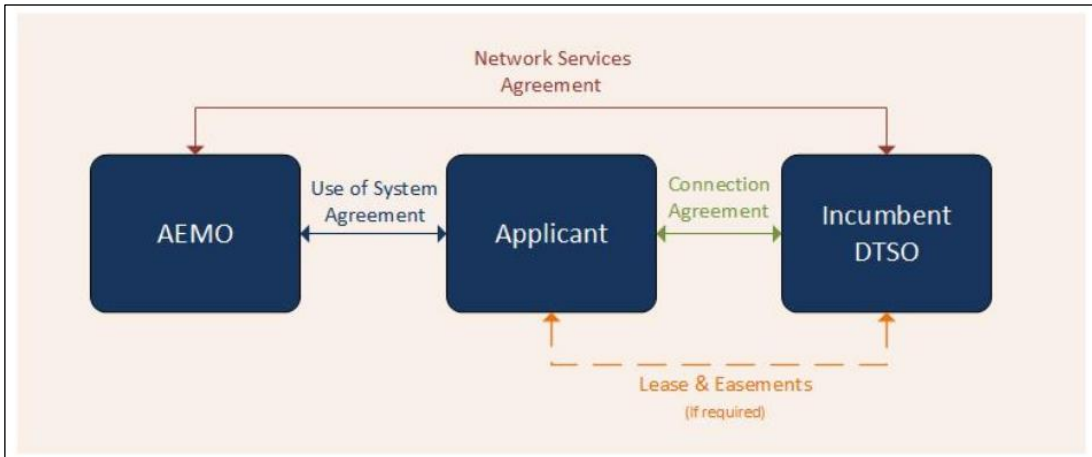 Network Services
Agreement
AEMO
Use of System
Agreement
Applicant
Connection
Agreement
Incumbent
DTSO
Lease & Easements
(if required)